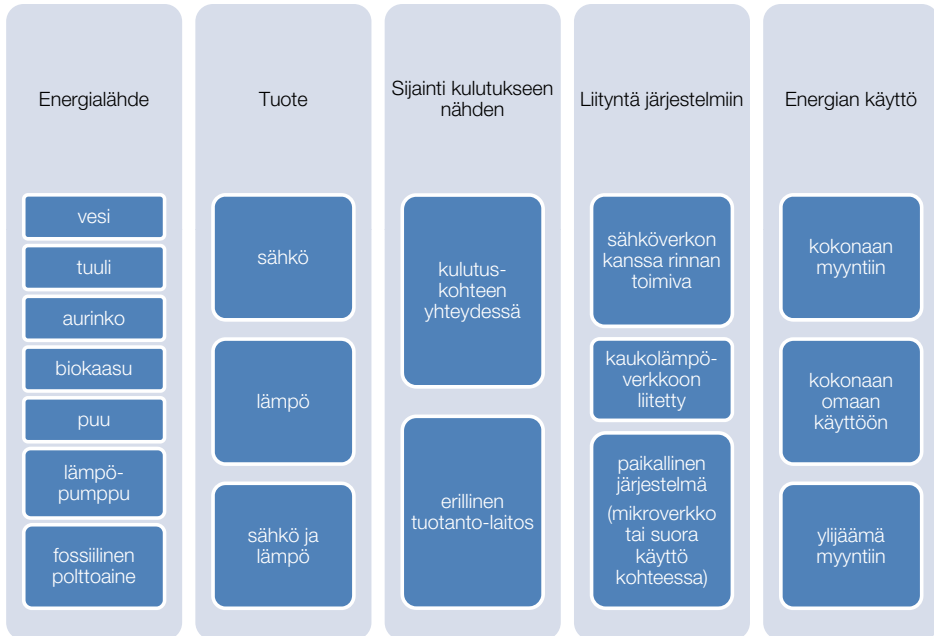 Energialähde
vesi
tuuli
aurinko
biokaasu
puu
lämpö-
pumppu
fossiilinen
polttoaine
Tuote
sähkö
lämpö
sähkö ja
lämpö
Sijainti kulutukseen
nähden
kulutus-
kohteen
yhteydessä
erillinen
tuotanto-laitos
Liityntä järjestelmiin
sähköverkon
kanssa rinnan
toimiva
kaukolämpö-
verkkoon
liitetty
paikallinen
järjestelmä
(mikroverkko
tai suora
käyttö
kohteessa)
Energian käyttö
kokonaan
myyntiin
kokonaan
omaan
käyttöön
ylijäämä
myyntiin